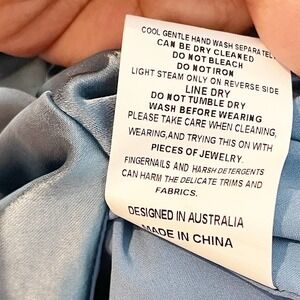 COOL GENTLE HAND WASH SEPARATELY
CAN BE DRY CLEANED
DO NOT BLEACH
DO NOT IRON
LIGHT STEAM ONLY ON REVERSE SIDE
LINE DRY
DO NOT TUMBLE DRY
WASH BEFORE WEARING
PLEASE TAKE CARE WHEN CLEANING,
WEARING,AND TRYING THIS ON WITH
PIECES OF JEWELRY.
FINGERNAILS AND HARSH DETERGENTS
CAN HARM THE DELICATE TRIMS AND
FABRICS.
DESIGNED IN AUSTRALIA
MADE IN CHINA